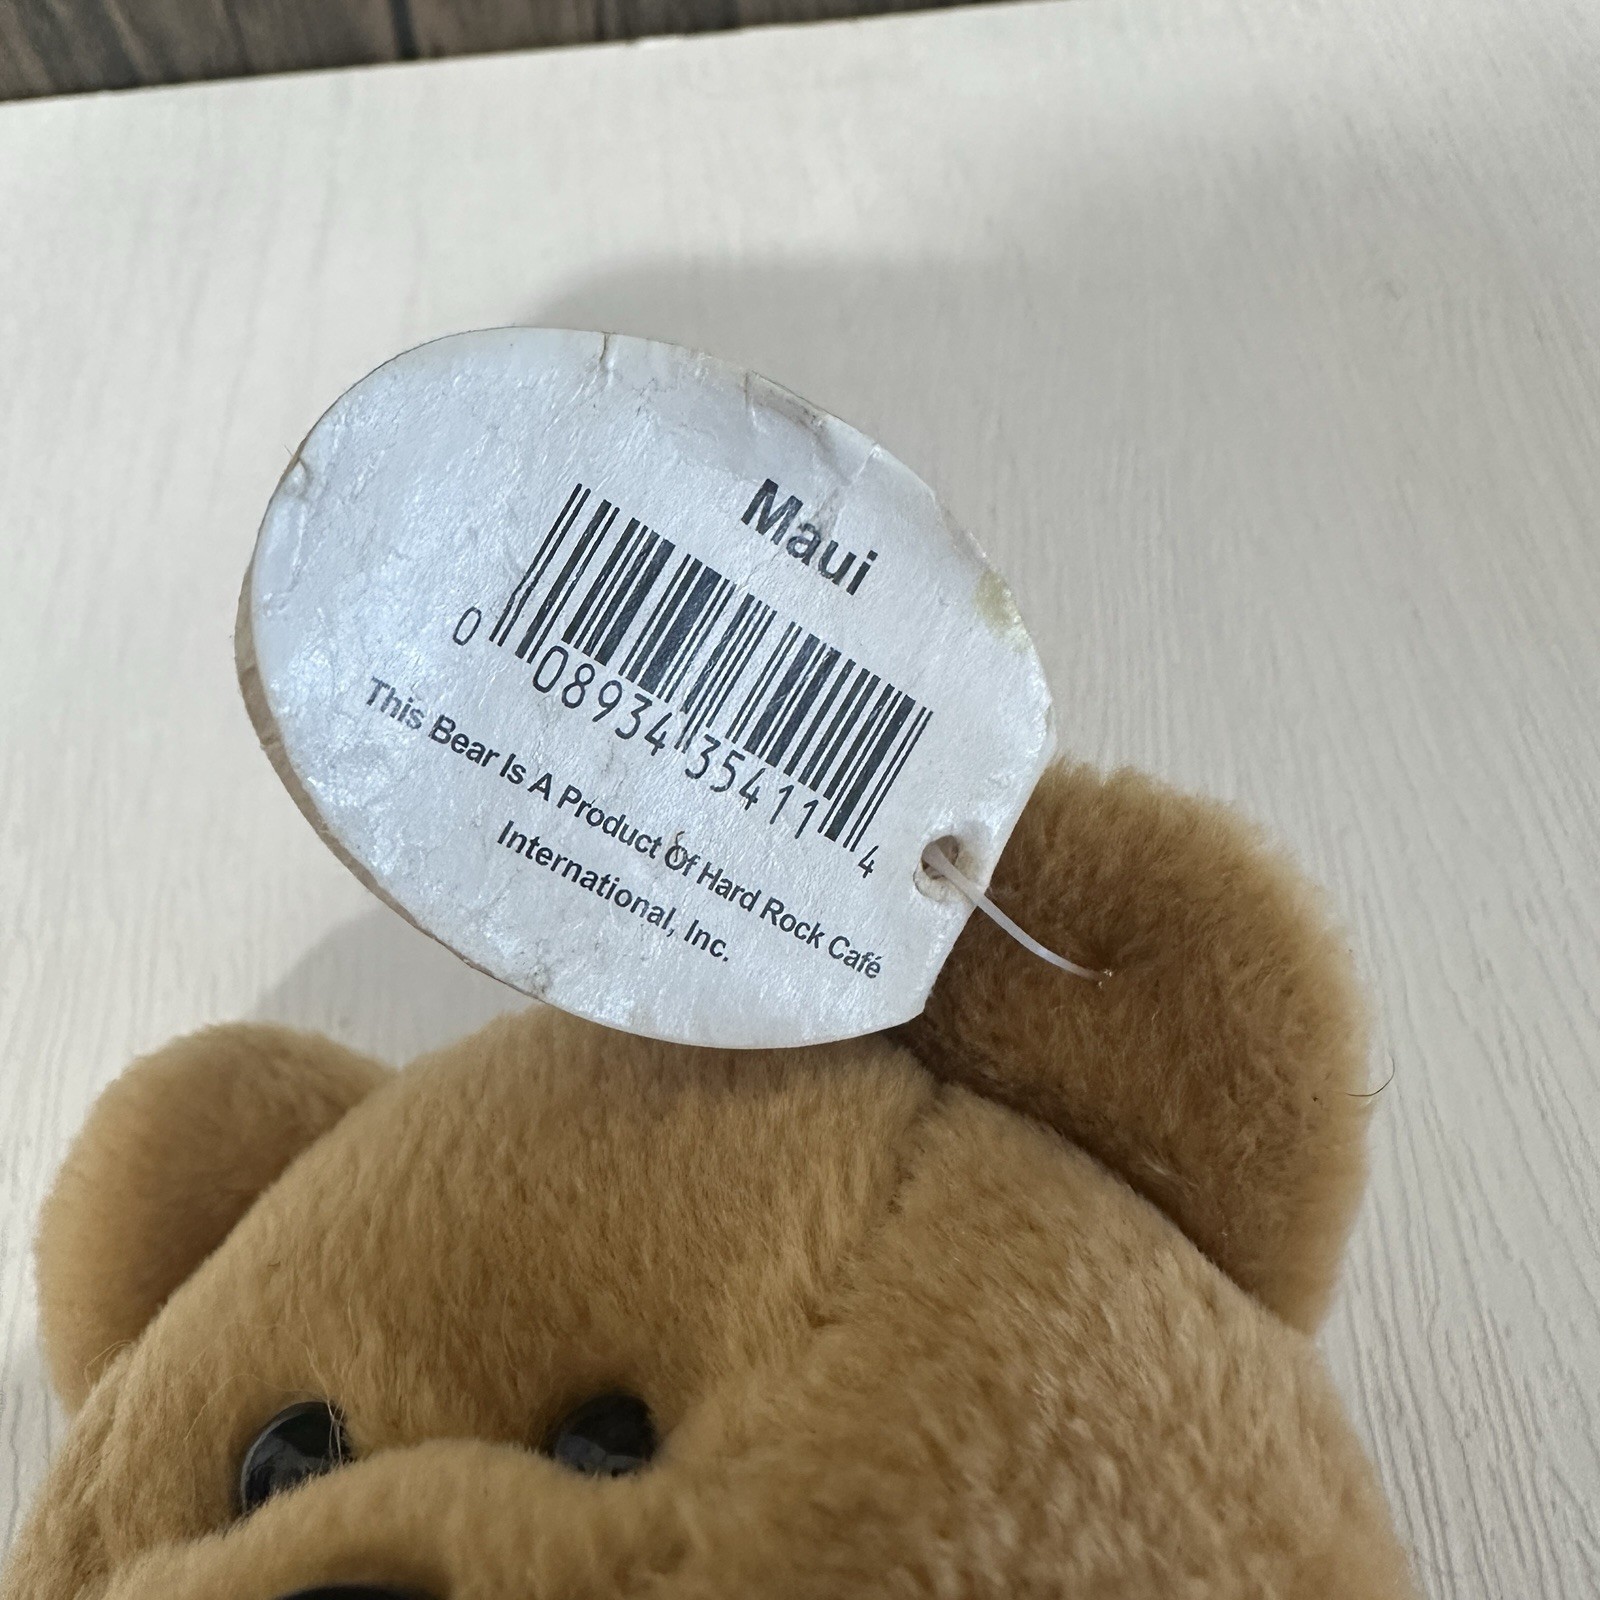 Maui
0 08934 35411 4
This Bear Is A Product Of Hard Rock Café
International, Inc.